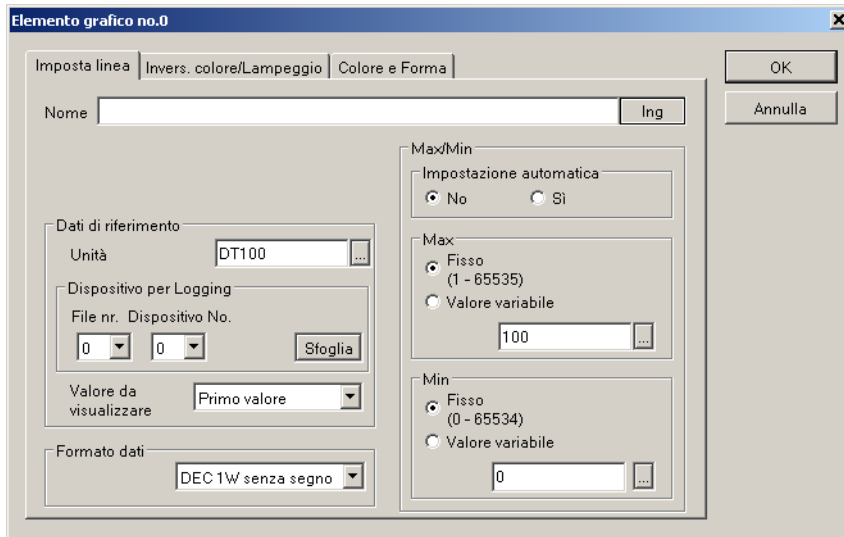 Elemento grafico no.0
Imposta linea
Invers. colore/Lampeggio
Colore e Forma
OK
Annulla
Nome
Ing
Dati di riferimento
Unità
DT100
...
Dispositivo per Logging
File nr. Dispositivo No.
0
0
Sfoglia
Valore da
visualizzare
Primo valore
Formato dati
DEC 1W senza segno
Max/Min
Impostazione automatica
No
Sì
Max
Fisso
(1 - 65535)
Valore variabile
100
...
Min
Fisso
(0 - 65534)
Valore variabile
0
...